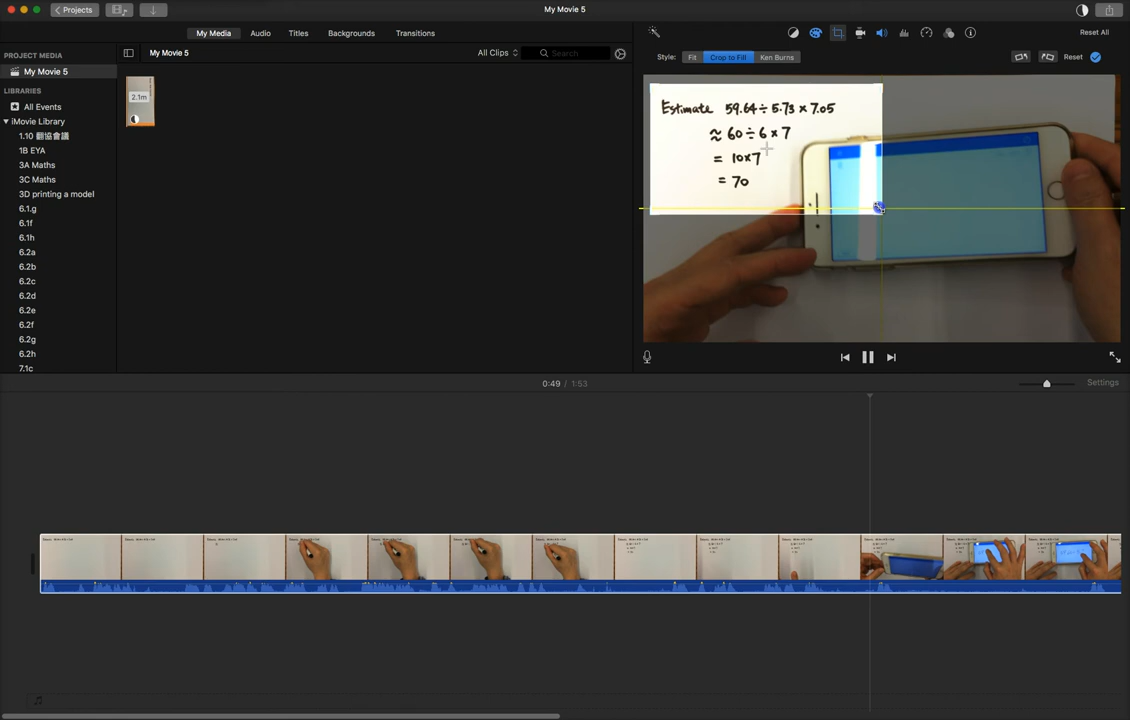 Projects
My Movie 5
My Media
Audio
Titles
Backgrounds
Transitions
Reset All
PROJECT MEDIA
My Movie 5
LIBRARIES
All Events
iMovie Library
1.10 翻協會議
1B EYA
3A Maths
3C Maths
3D printing a model
6.1.g
6.1f
6.1h
6.2a
6.2b
6.2c
6.2d
6.2e
6.2f
6.2g
6.2h
7.1c
My Movie 5
All Clips
Search
2.1m
Style:
Fit
Crop to Fill
Ken Burns
Reset
Estimate 59.64÷5.73×7.05
≈ 60÷6×7
= 10×7
= 70
0:49 / 1:53
Settings